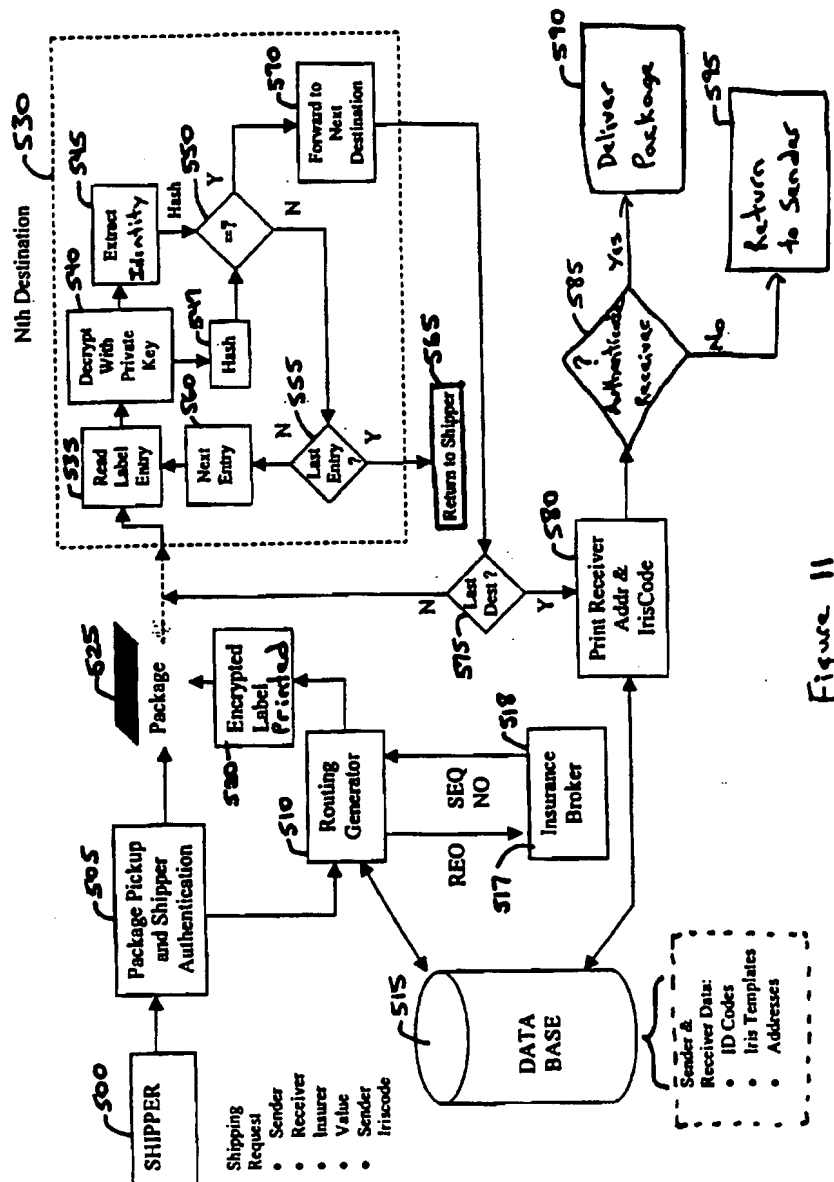 500
SHIPPER
Shipping
Request
• Sender
• Receiver
• Insurer
• Value
• Sender
Iriscode
505
Package Pickup
and Shipper
Authentication
525
Package
520
Encrypted
Label
Printed
510
Routing
Generator
REO
SEQ
NO
517
518
Insurance
Broker
515
DATA
BASE
Sender &
Receiver Data:
• ID Codes
• Iris Templates
• Addresses
Nth Destination
530
535
Read
Label
Entry
540
Decrypt
With
Private
Key
545
Extract
Identity
Hash
547
Hash
550
=?
Y
N
590
Forward to
Next
Destination
560
Next
Entry
N
555
Last
Entry
?
Y
565
Return to Shipper
575
Last
Dest ?
N
Y
580
Print Receiver
Addr &
IrisCode
585
?
Authenticate
Receiver
Yes
No
590
Deliver
Package
595
Return
to Sender
Figure 11